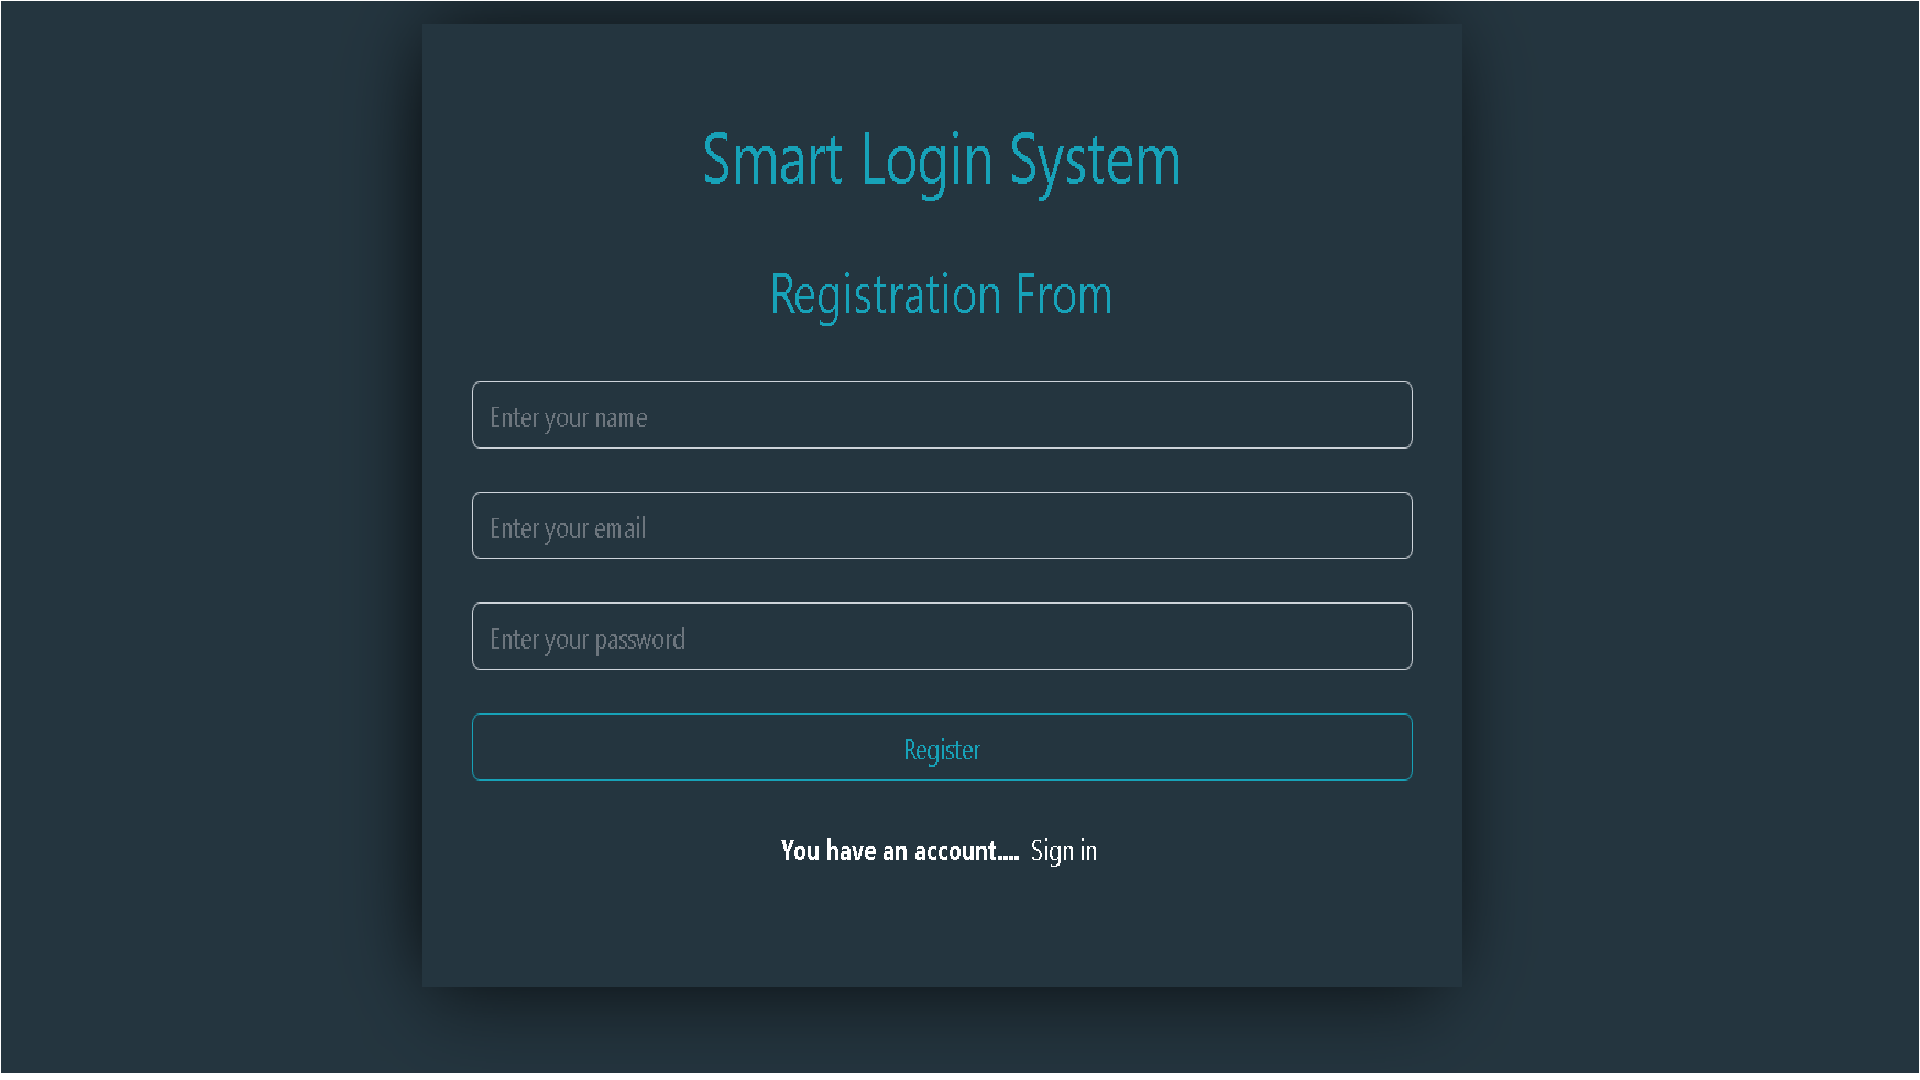 Smart Login System
Registration From
Enter your name
Enter your email
Enter your password
Register
You have an account.... Sign in